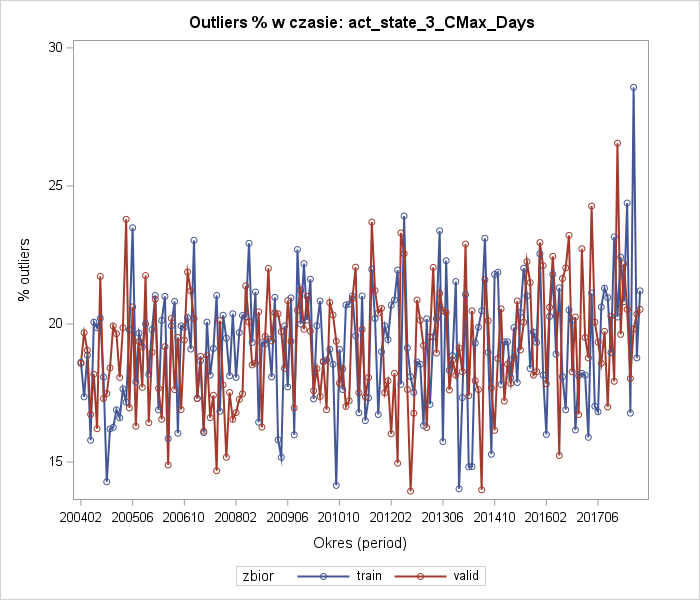 Outliers % w czasie: act_state_3_CMax_Days
30
25
20
15
% outliers
200402 200506 200610 200802 200906 201010 201202 201306 201410 201602 201706
Okres (period)
zbior train valid